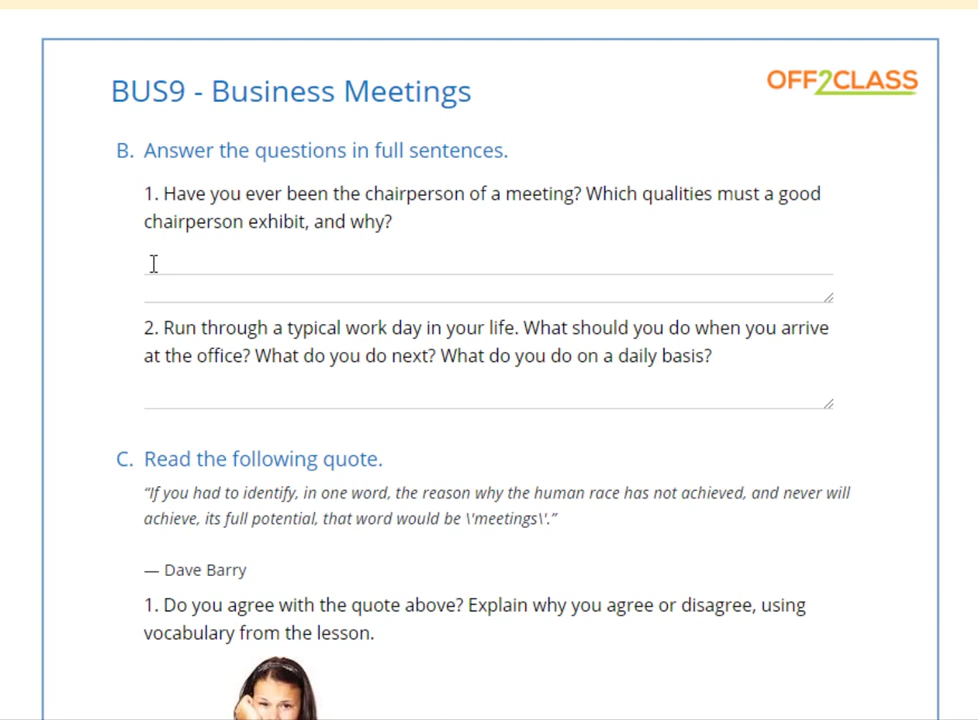 BUS9 - Business Meetings
OFF2CLASS
B. Answer the questions in full sentences.
1. Have you ever been the chairperson of a meeting? Which qualities must a good
chairperson exhibit, and why?
2. Run through a typical work day in your life. What should you do when you arrive
at the office? What do you do next? What do you do on a daily basis?
C. Read the following quote.
“If you had to identify, in one word, the reason why the human race has not achieved, and never will
achieve, its full potential, that word would be \'meetings\'.”
— Dave Barry
1. Do you agree with the quote above? Explain why you agree or disagree, using
vocabulary from the lesson.